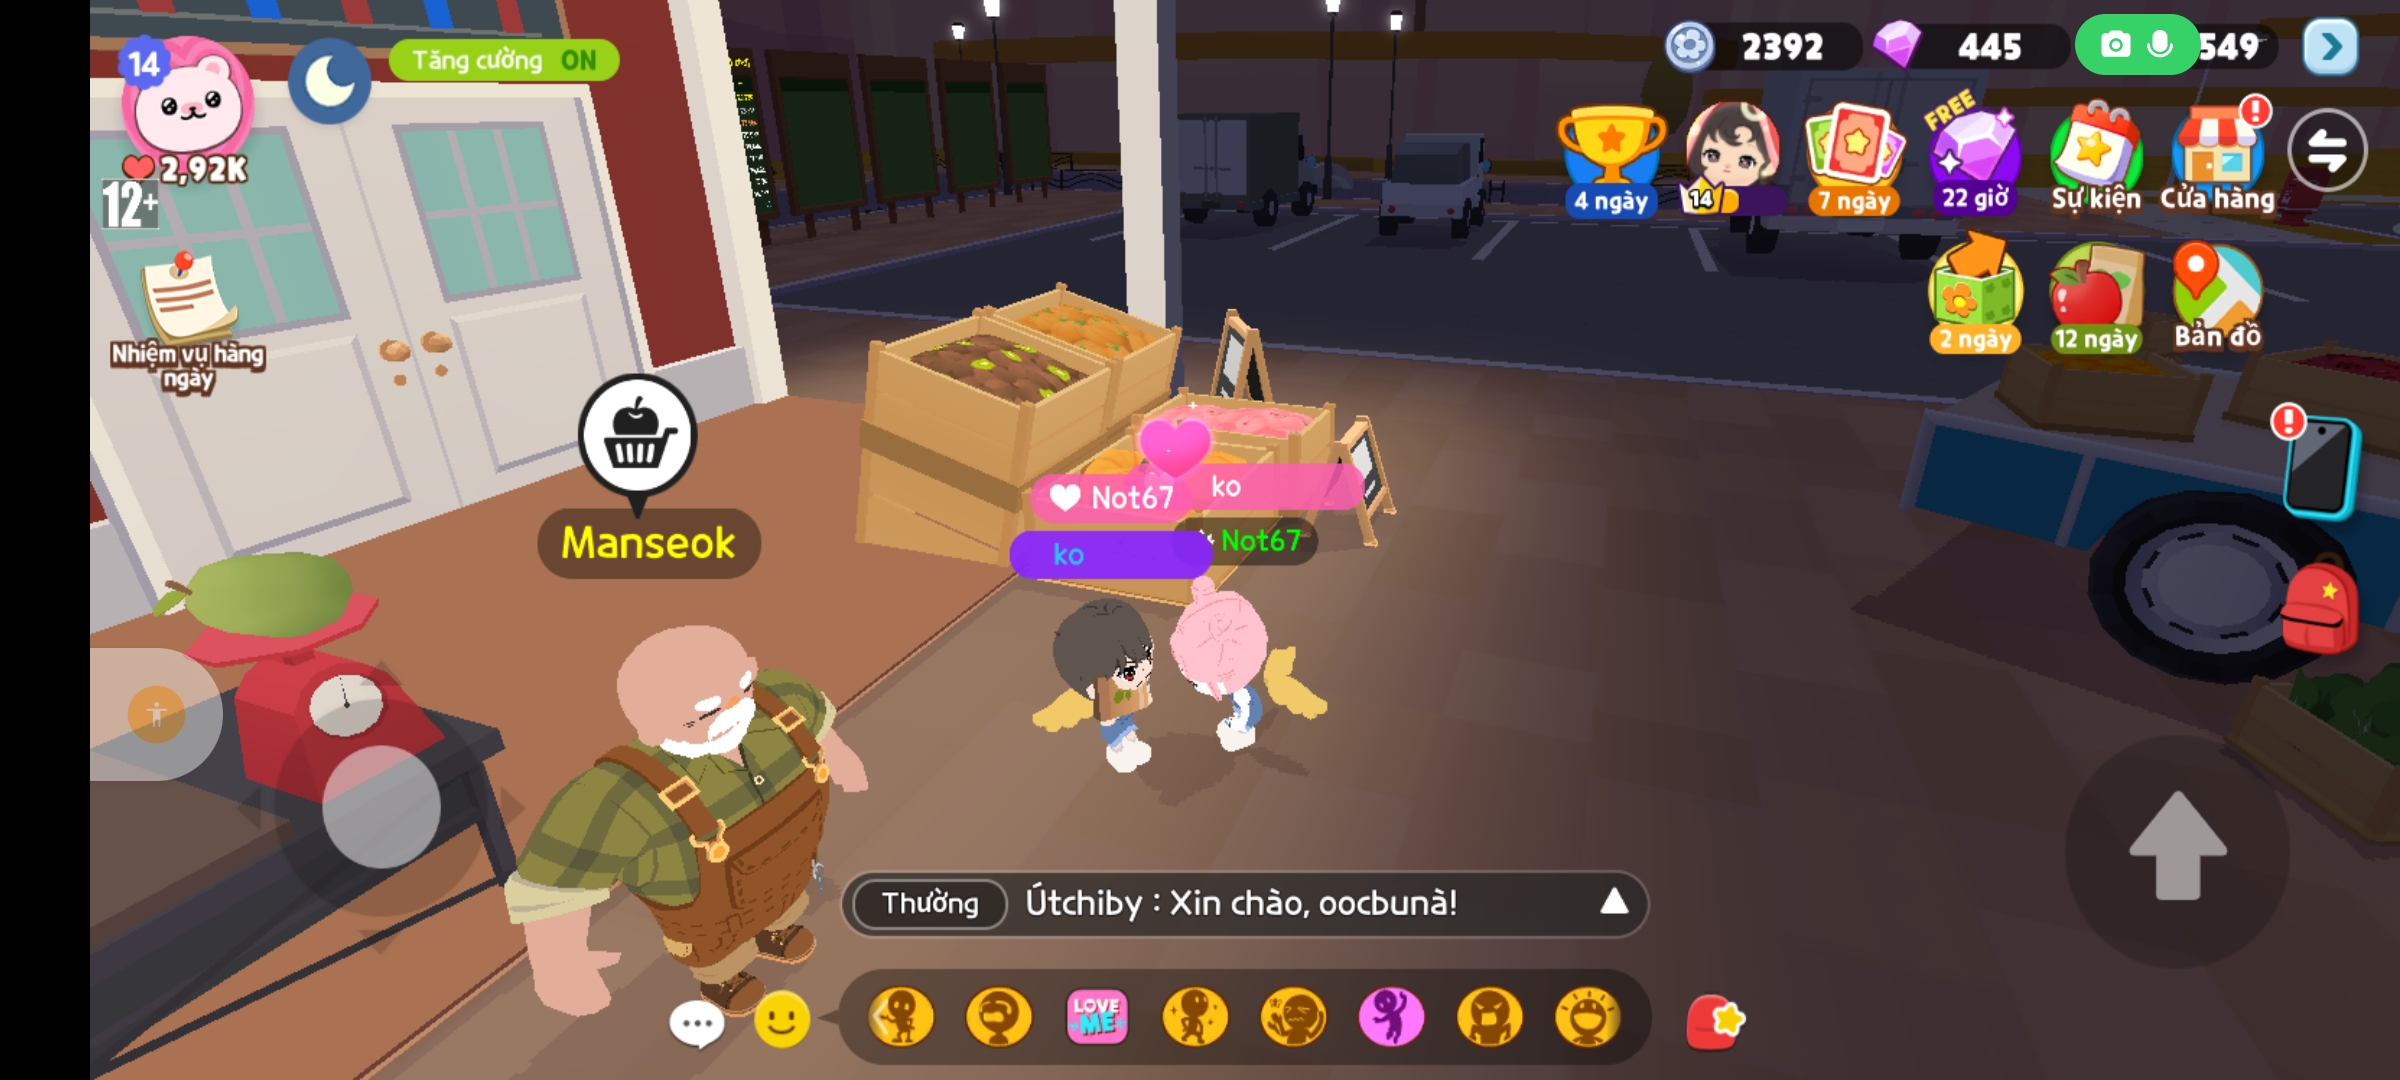 14
Tăng cường ON
2392
445
549
2,92K
12+
FREE
4 ngày
14
7 ngày
22 giờ
Sự kiện
Cửa hàng
2 ngày
12 ngày
Bản đồ
Nhiệm vụ hàng
ngày
Manseok
Not67
ko
ko
Not67
Thường
Útchiby : Xin chào, oocbunà!
LOVE
ME